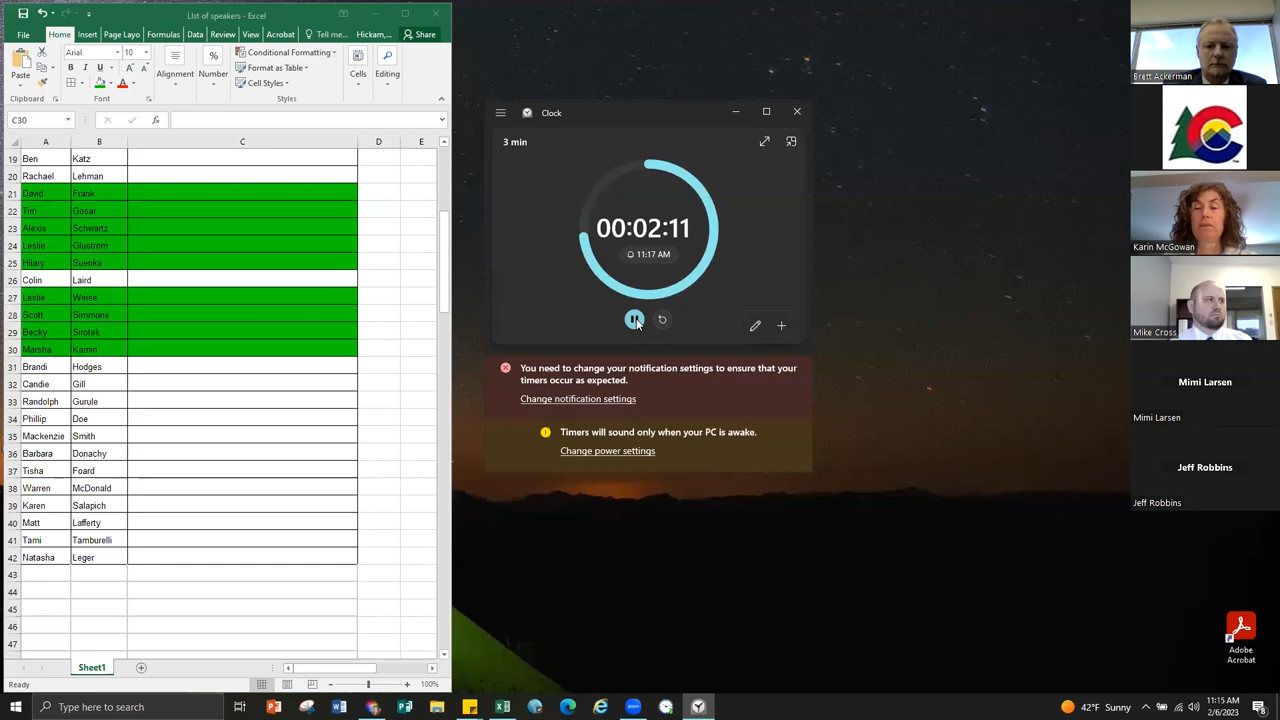 List of speakers - Excel
File Home Insert Page Layo Formulas Data Review View Acrobat Tell me... Hickam,... Share
Paste
Arial 10
B I U
A A
Alignment
%
Number
Conditional Formatting
Format as Table
Cell Styles
Cells
Editing
Clipboard Font Styles
C30
fx
A B C D E
19 Ben Katz
20 Rachael Lehman
21 David Frank
22 Tim Gosar
23 Alexis Schwartz
24 Leslie Glustrom
25 Hilary Sueoka
26 Colin Laird
27 Leslie Weise
28 Scott Simmons
29 Becky Sirotek
30 Marsha Kamin
31 Brandi Hodges
32 Candie Gill
33 Randolph Gurule
34 Phillip Doe
35 Mackenzie Smith
36 Barbara Donachy
37 Tisha Foard
38 Warren McDonald
39 Karen Salapich
40 Matt Lafferty
41 Tami Tamburelli
42 Natasha Leger
43
44
45
46
47
Sheet1
Ready
100%
Clock
3 min
00:02:11
11:17 AM
You need to change your notification settings to ensure that your
timers occur as expected.
Change notification settings
Timers will sound only when your PC is awake.
Change power settings
Brett Ackerman
Karin McGowan
Mike Cross
Mimi Larsen
Mimi Larsen
Jeff Robbins
Jeff Robbins
Adobe
Acrobat
Type here to search
zoom
42°F Sunny
11:15 AM
2/6/2023
8